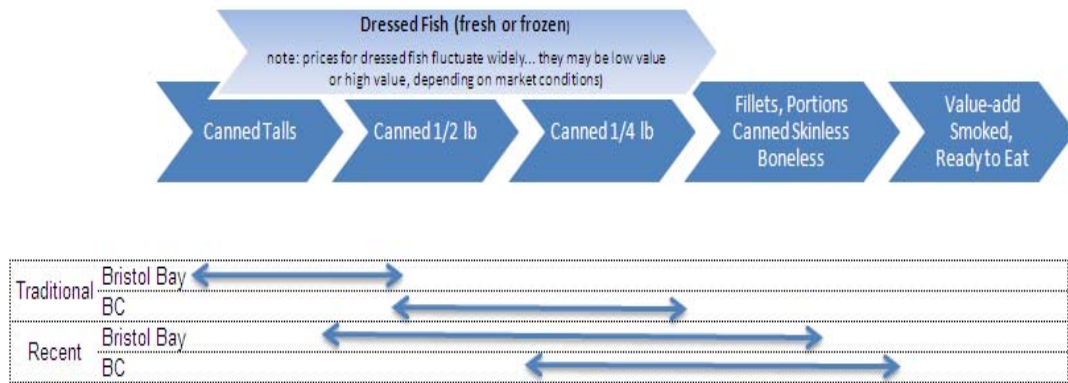 Dressed Fish (fresh or frozen)
note: prices for dressed fish fluctuate widely... they may be low value
or high value, depending on market conditions)
Canned Talls
Canned 1/2 lb
Canned 1/4 lb
Fillets, Portions
Canned Skinless
Boneless
Value-add
Smoked,
Ready to Eat
Traditional
Bristol Bay
BC
Recent
Bristol Bay
BC